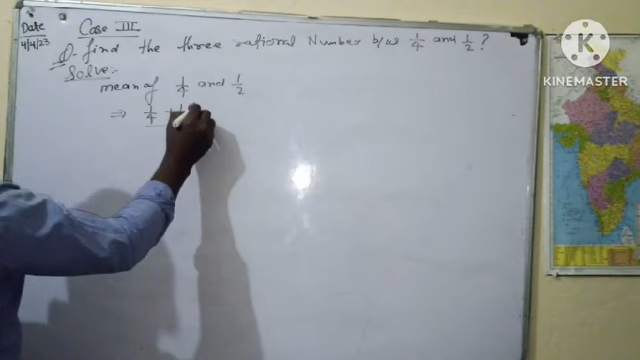 Date
4/4/23
Case III
Q- find the three rational Number b/w 1/4 and 1/2 ?
Solve:-
mean of 1/4 and 1/2
⇒ 1/4 + 1
KINEMASTER